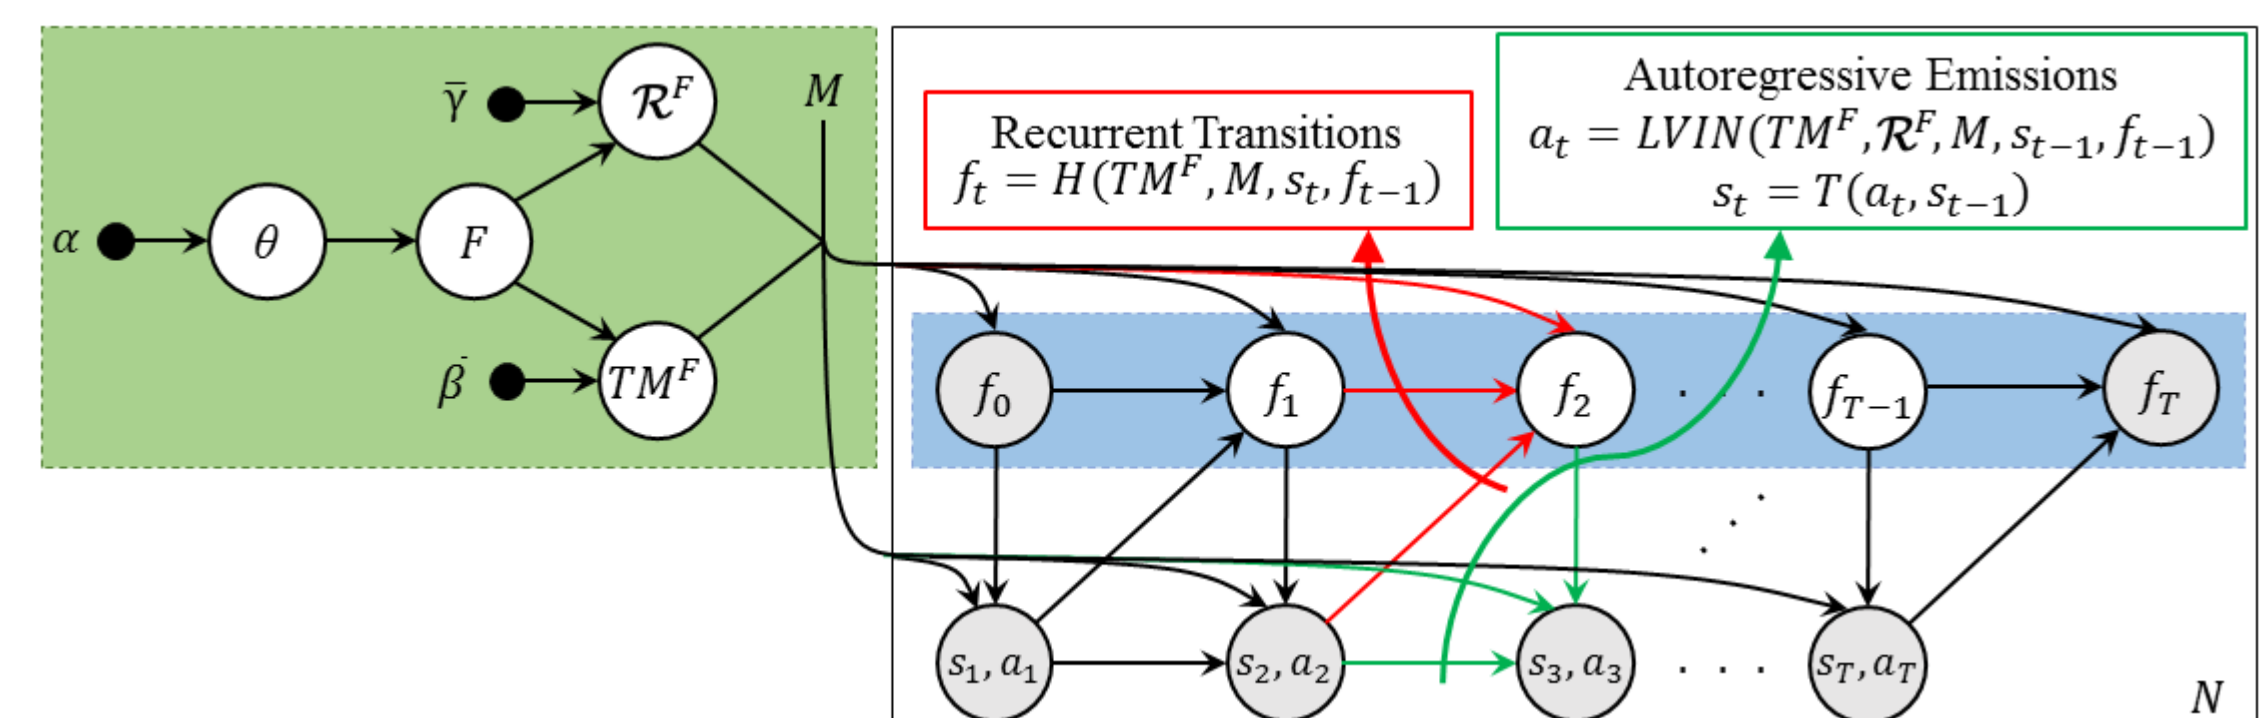 γ̅
ℛ^F
M
α
θ
F
β
TM^F
Recurrent Transitions
f_t = H(TM^F, M, s_t, f_{t−1})
Autoregressive Emissions
a_t = LVIN(TM^F, ℛ^F, M, s_{t−1}, f_{t−1})
s_t = T(a_t, s_{t−1})
f_0
f_1
f_2
. . .
f_{T−1}
f_T
s_1, a_1
s_2, a_2
s_3, a_3
. . .
s_T, a_T
N